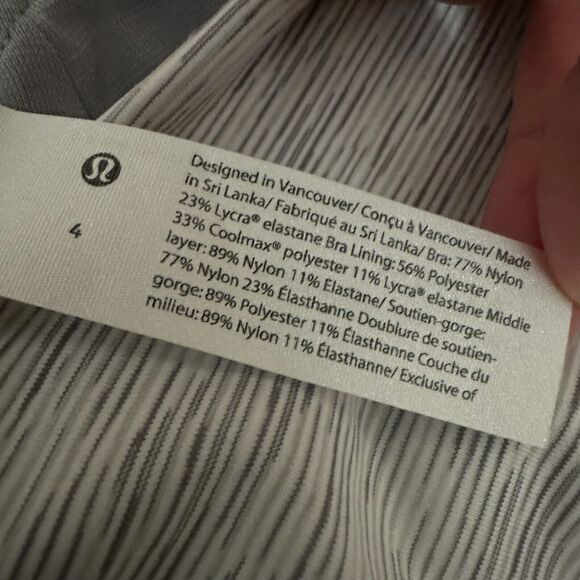 4
Designed in Vancouver/ Conçu à Vancouver/ Made
in Sri Lanka/ Fabriqué au Sri Lanka/ Bra: 77% Nylon
23% Lycra® elastane Bra Lining: 56% Polyester
33% Coolmax® polyester 11% Lycra® elastane Middle
layer: 89% Nylon 11% Elastane/ Soutien-gorge:
77% Nylon 23% Élasthanne Doublure de soutien-
gorge: 89% Polyester 11% Élasthanne Couche du
milieu: 89% Nylon 11% Élasthanne/ Exclusive of